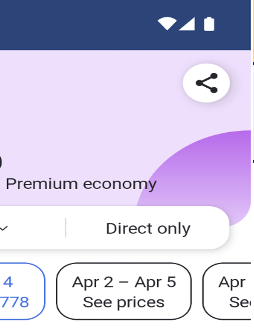 Premium economy
Direct only
4
Apr 2 – Apr 5
Apr
778
See prices